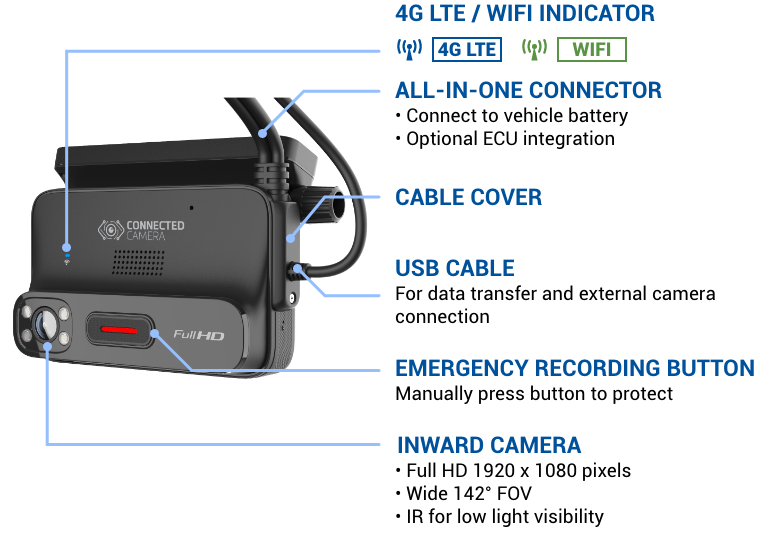 4G LTE / WIFI INDICATOR
4G LTE WIFI
ALL-IN-ONE CONNECTOR
• Connect to vehicle battery
• Optional ECU integration
CABLE COVER
CONNECTED
CAMERA
USB CABLE
For data transfer and external camera
connection
Full HD
EMERGENCY RECORDING BUTTON
Manually press button to protect
INWARD CAMERA
• Full HD 1920 x 1080 pixels
• Wide 142° FOV
• IR for low light visibility